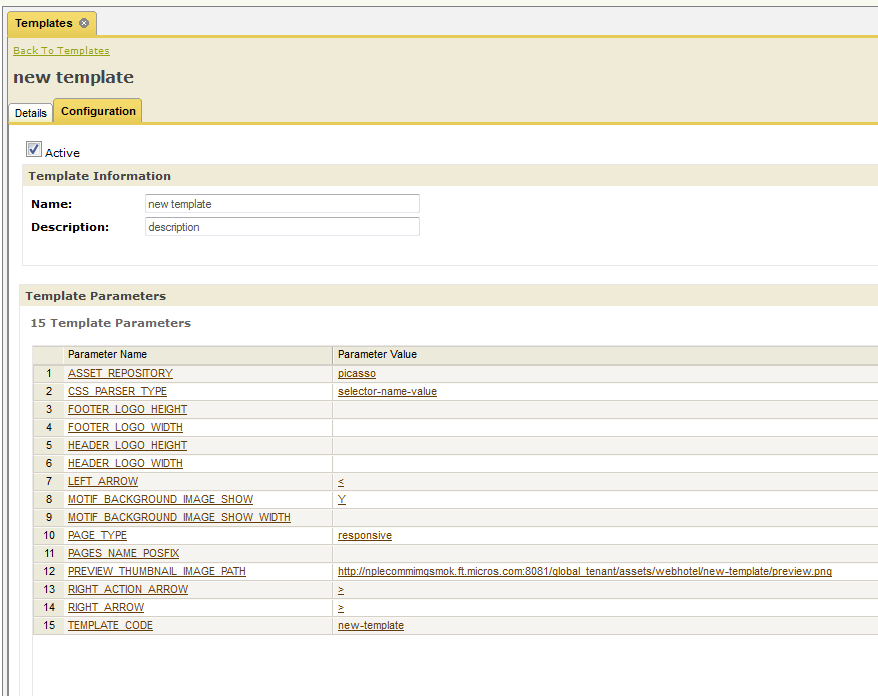 Templates
Back To Templates
new template
Details Configuration
Active
Template Information
Name: new template
Description: description
Template Parameters
15 Template Parameters
Parameter Name Parameter Value
1 ASSET_REPOSITORY picasso
2 CSS_PARSER_TYPE selector-name-value
3 FOOTER_LOGO_HEIGHT
4 FOOTER_LOGO_WIDTH
5 HEADER_LOGO_HEIGHT
6 HEADER_LOGO_WIDTH
7 LEFT_ARROW <
8 MOTIF_BACKGROUND_IMAGE_SHOW Y
9 MOTIF_BACKGROUND_IMAGE_SHOW_WIDTH
10 PAGE_TYPE responsive
11 PAGES_NAME_POSFIX
12 PREVIEW_THUMBNAIL_IMAGE_PATH http://nplecommimgsmok.ft.micros.com:8081/global_tenant/assets/webhotel/new-template/preview.png
13 RIGHT_ACTION_ARROW >
14 RIGHT_ARROW >
15 TEMPLATE_CODE new-template